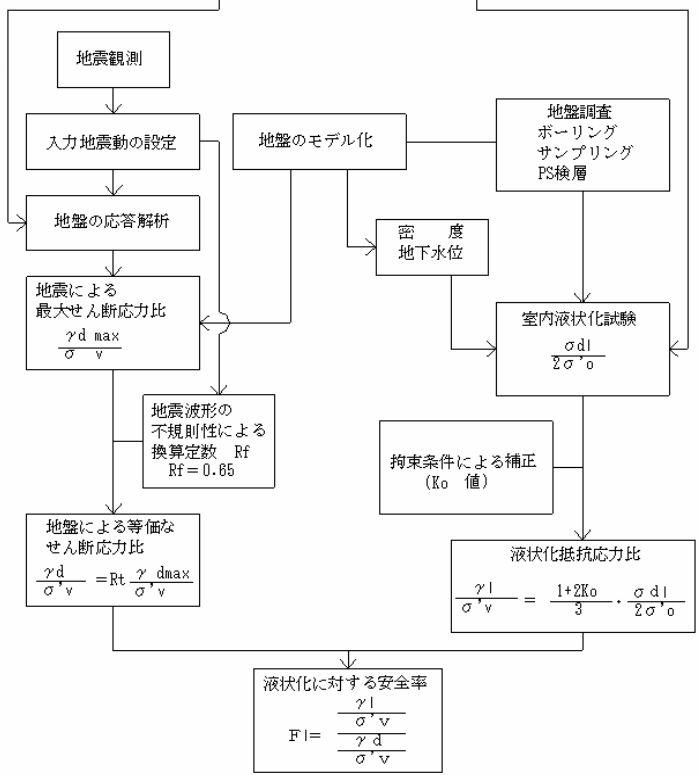 地震観測
入力地震動の設定
地盤のモデル化
地盤調査
ボーリング
サンプリング
PS検層
地盤の応答解析
密　度
地下水位
地震による
最大せん断応力比
γd max
σ　v
室内液状化試験
σdl
2σ'o
地震波形の
不規則性による
換算定数　Rf
Rf＝0.65
拘束条件による補正
(Ko　値)
地盤による等価な
せん断応力比
γd
σ'v
=Rt
γ dmax
σ'v
液状化抵抗応力比
γl
σ'v
=
1+2Ko
3
·
σdl
2σ'o
液状化に対する安全率
Fl=
γl
σ'v
γd
σ'v